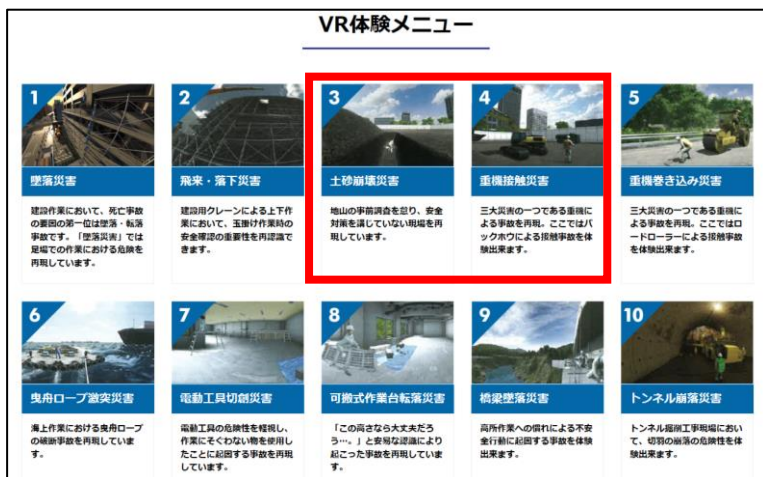 VR体験メニュー
1
2
3
4
5
墜落災害
飛来・落下災害
土砂崩壊災害
重機接触災害
重機巻き込み災害
建設作業において、死亡事故
の要因の第一位は墜落・転落
事故です。「墜落災害」では
足場での作業における危険を
再現しています。
建設用クレーンによる上下作
業において、玉掛け作業時の
安全確認の重要性を再認識で
きます。
地山の事前調査を怠り、安全
対策を講じていない現場を再
現しています。
三大災害の一つである重機に
よる事故を再現。ここではバ
ックホウによる接触事故を体
験出来ます。
三大災害の一つである重機に
よる事故を再現。ここではロ
ードローラーによる接触事故
を体験出来ます。
6
7
8
9
10
曳舟ロープ激突災害
電動工具切創災害
可搬式作業台転落災害
橋梁墜落災害
トンネル崩落災害
海上作業における曳舟ロープ
の破断事故を再現していま
す。
電動工具の危険性を軽視し、
作業にそぐわない物を使用し
たことに起因する事故を再現
しています。
「この高さなら大丈夫だろ
う…。」と安易な認識により
起こった事故を再現していま
す。
高所作業への慣れによる不安
全行動に起因する事故を体験
出来ます。
トンネル掘削工事現場におい
て、切羽の崩落の危険性を体
験出来ます。